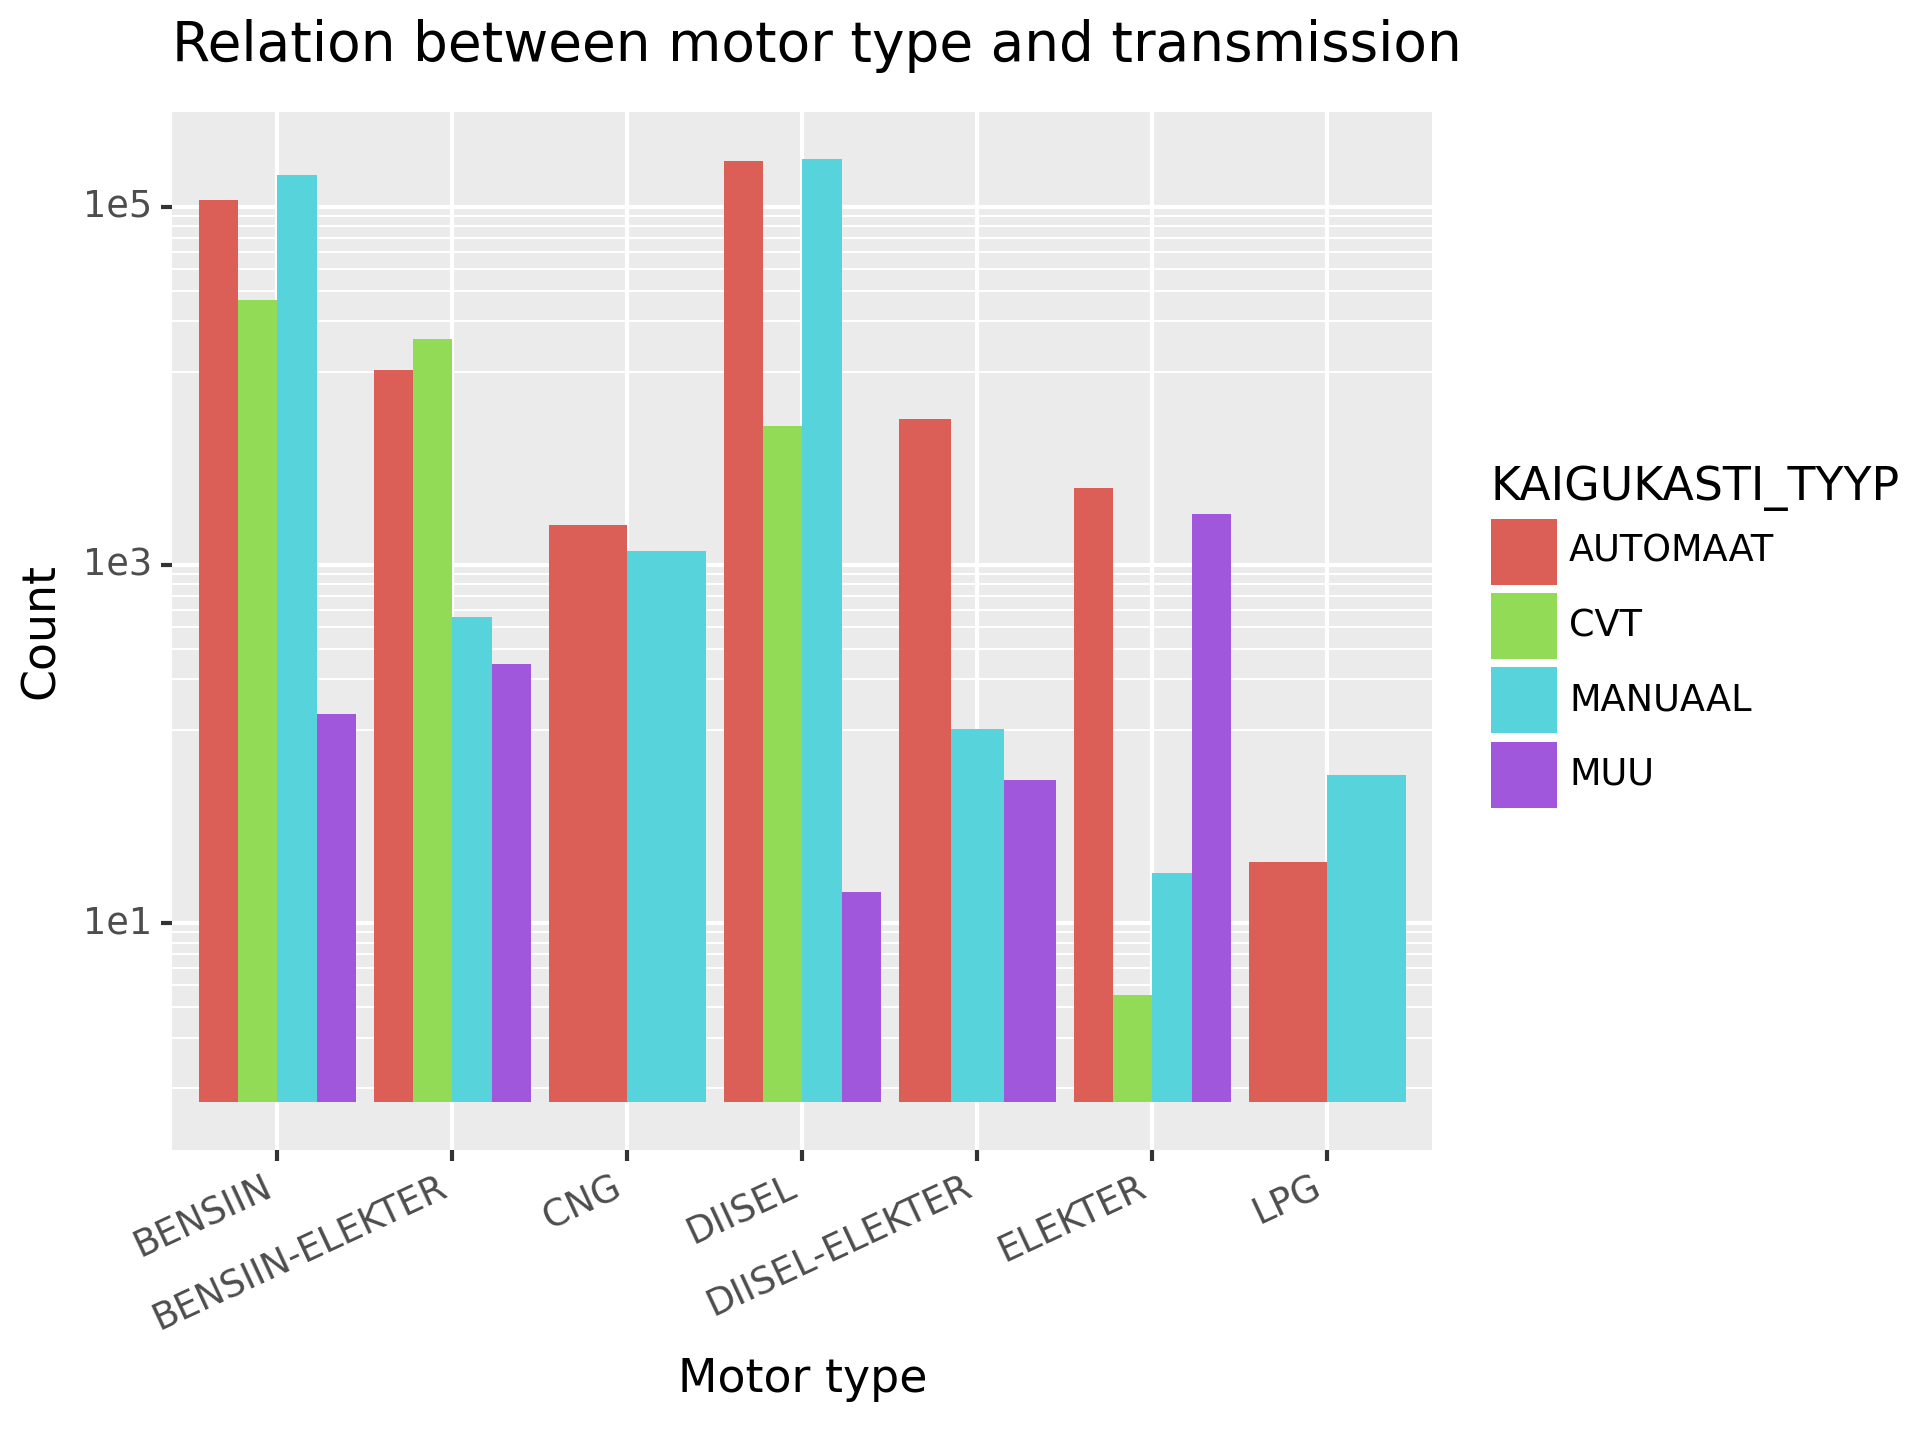 Relation between motor type and transmission
1e5
1e3
1e1
Count
BENSIIN
BENSIIN-ELEKTER
CNG
DIISEL
DIISEL-ELEKTER
ELEKTER
LPG
Motor type
KAIGUKASTI_TYYP
AUTOMAAT
CVT
MANUAAL
MUU